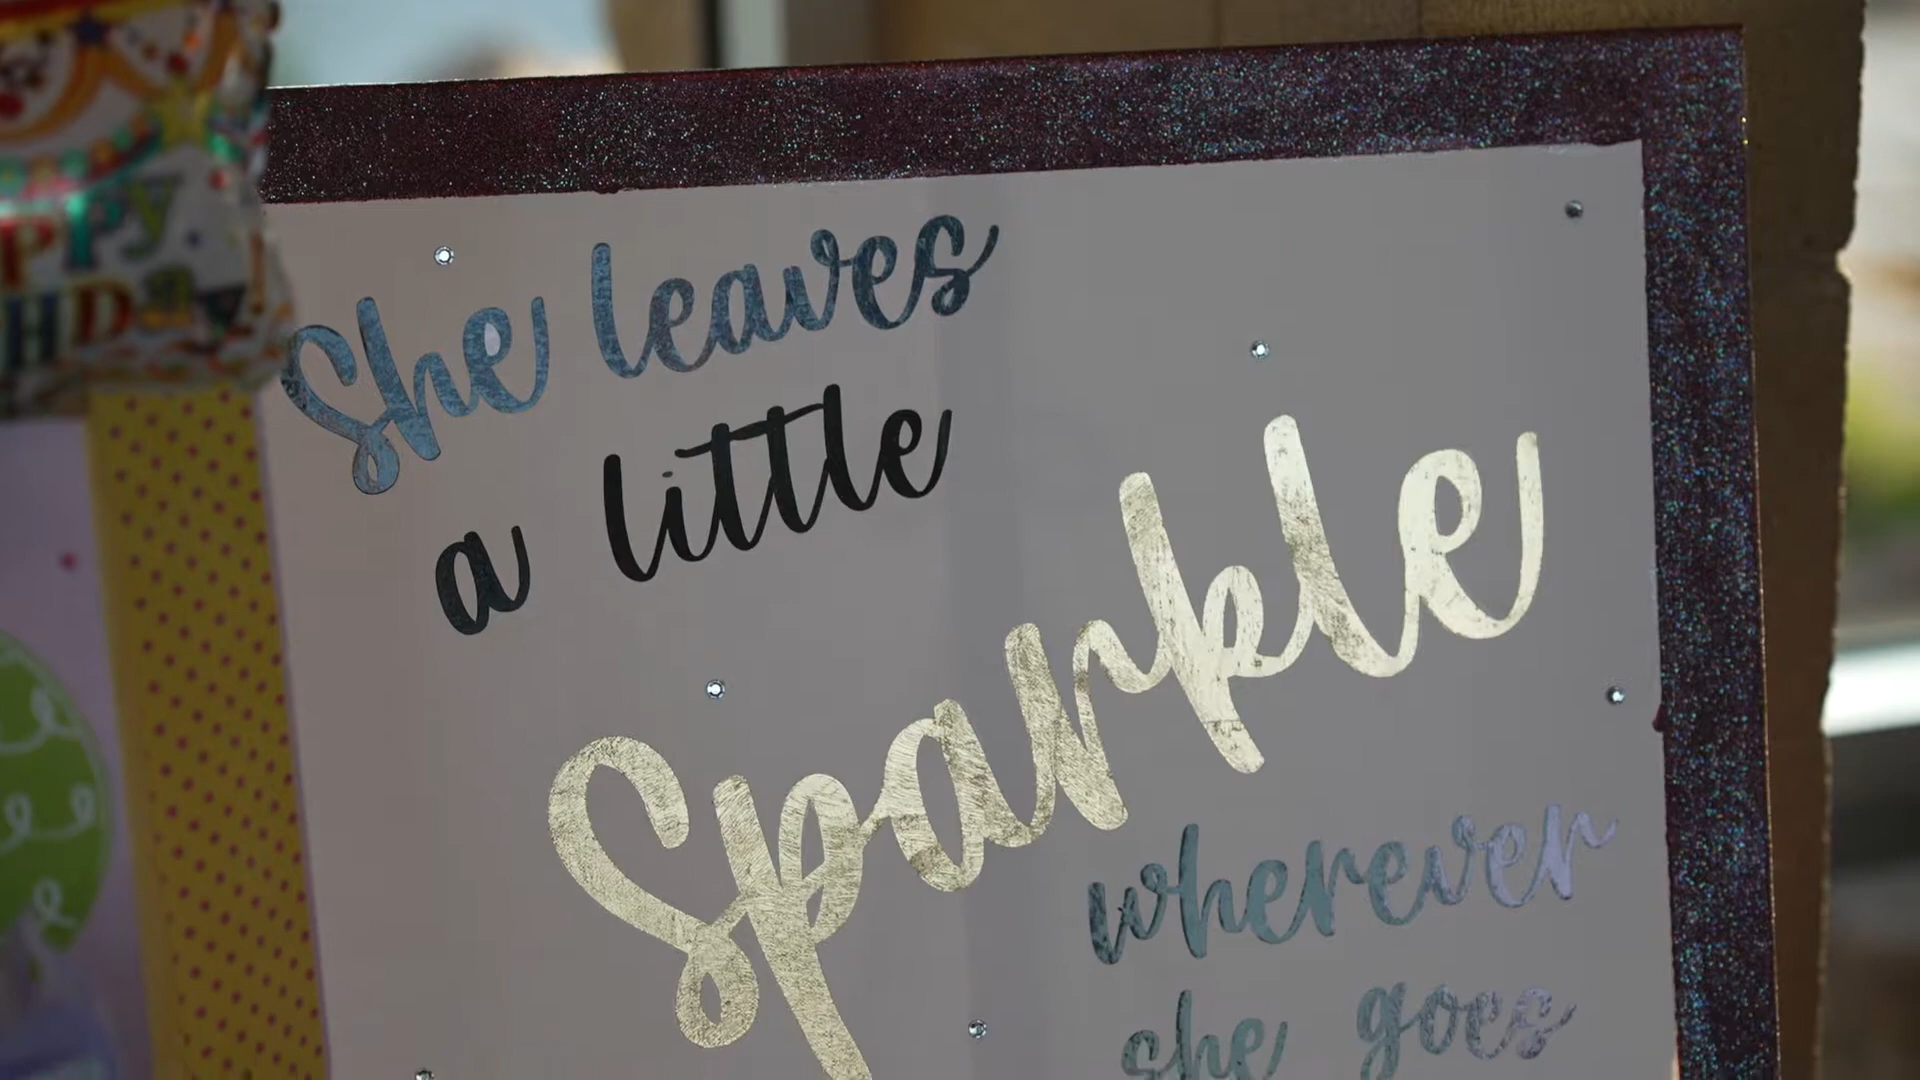 She leaves
a little
Sparkle
wherever
she goes